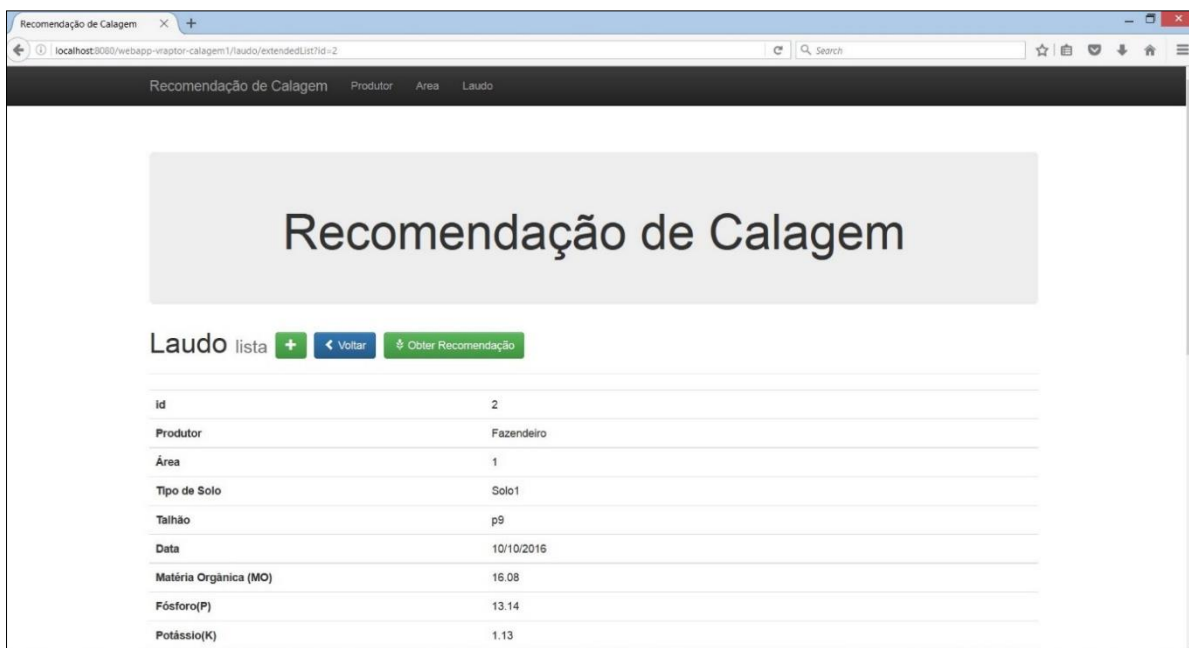 Recomendação de Calagem
localhost:8080/webapp-vraptor-calagem1/laudo/extendedList?id=2
Search
Recomendação de Calagem Produtor Area Laudo
Recomendação de Calagem
Laudo lista + Voltar Obter Recomendação
id 2
Produtor Fazendeiro
Área 1
Tipo de Solo Solo1
Talhão p9
Data 10/10/2016
Matéria Orgânica (MO) 16.08
Fósforo(P) 13.14
Potássio(K) 1.13